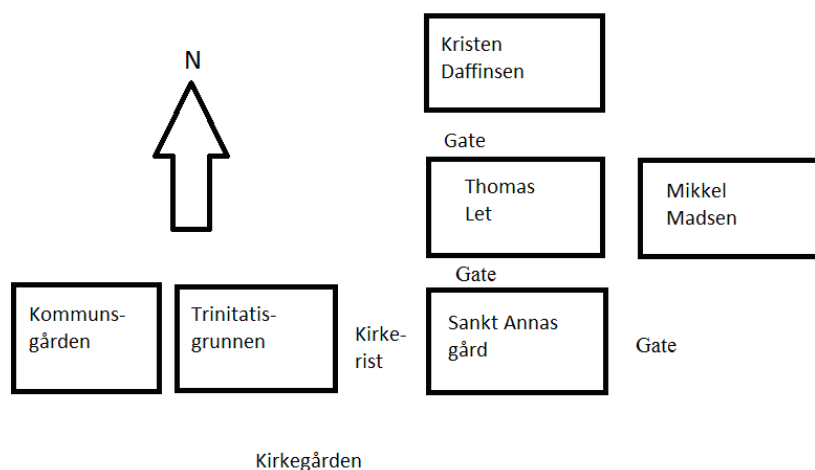 Kristen
Daffinsen
N
Gate
Thomas
Let
Mikkel
Madsen
Gate
Kommuns-
gården
Trinitatis-
grunnen
Kirke-
rist
Sankt Annas
gård
Gate
Kirkegården